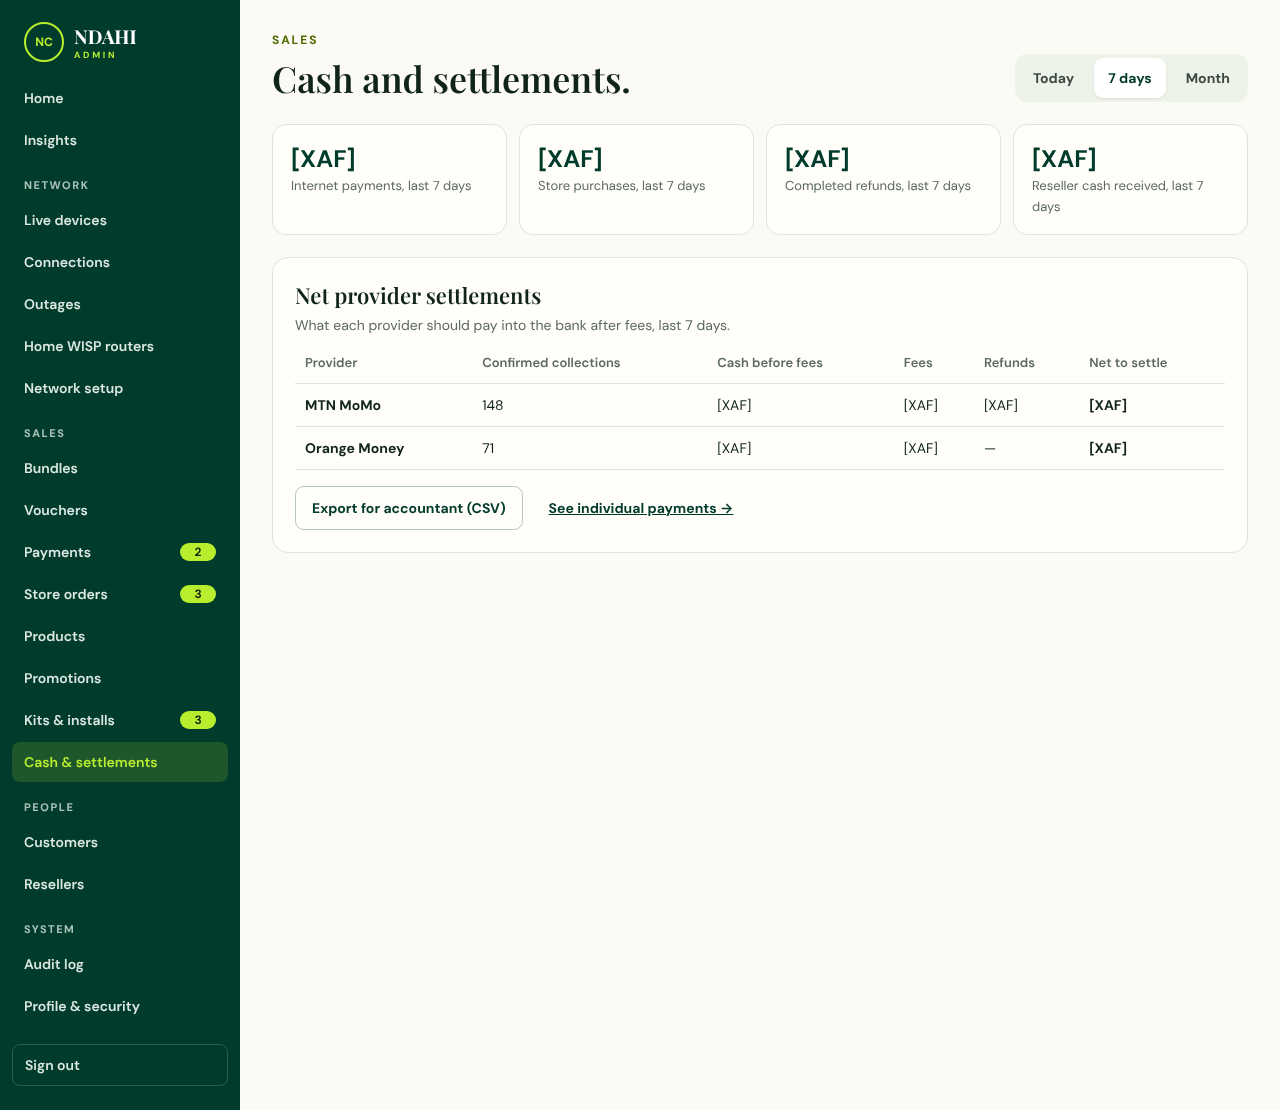 NC
NDAHI
ADMIN
Home
Insights
NETWORK
Live devices
Connections
Outages
Home WISP routers
Network setup
SALES
Bundles
Vouchers
Payments 2
Store orders 3
Products
Promotions
Kits & installs 3
Cash & settlements
PEOPLE
Customers
Resellers
SYSTEM
Audit log
Profile & security
Sign out
SALES
Cash and settlements.
Today 7 days Month
[XAF]
Internet payments, last 7 days
[XAF]
Store purchases, last 7 days
[XAF]
Completed refunds, last 7 days
[XAF]
Reseller cash received, last 7
days
Net provider settlements
What each provider should pay into the bank after fees, last 7 days.
Provider Confirmed collections Cash before fees Fees Refunds Net to settle
MTN MoMo 148 [XAF] [XAF] [XAF] [XAF]
Orange Money 71 [XAF] [XAF] — [XAF]
Export for accountant (CSV) See individual payments →